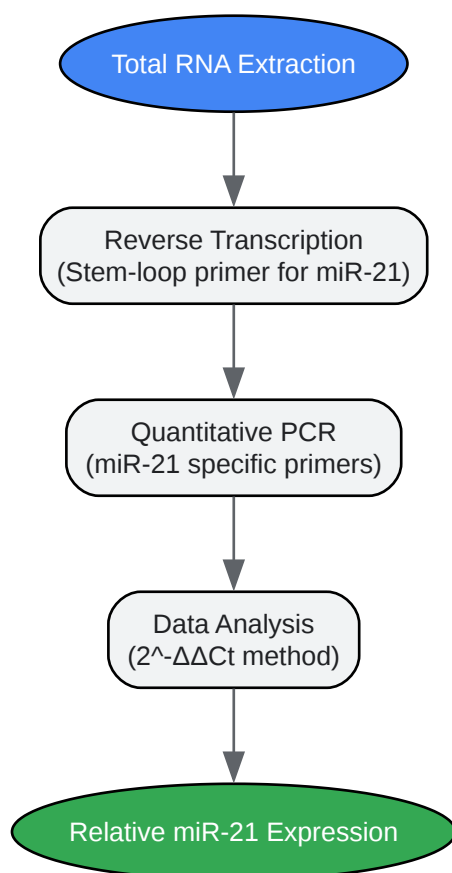 Total RNA Extraction
Reverse Transcription
(Stem-loop primer for miR-21)
Quantitative PCR
(miR-21 specific primers)
Data Analysis
(2^-ΔΔCt method)
Relative miR-21 Expression